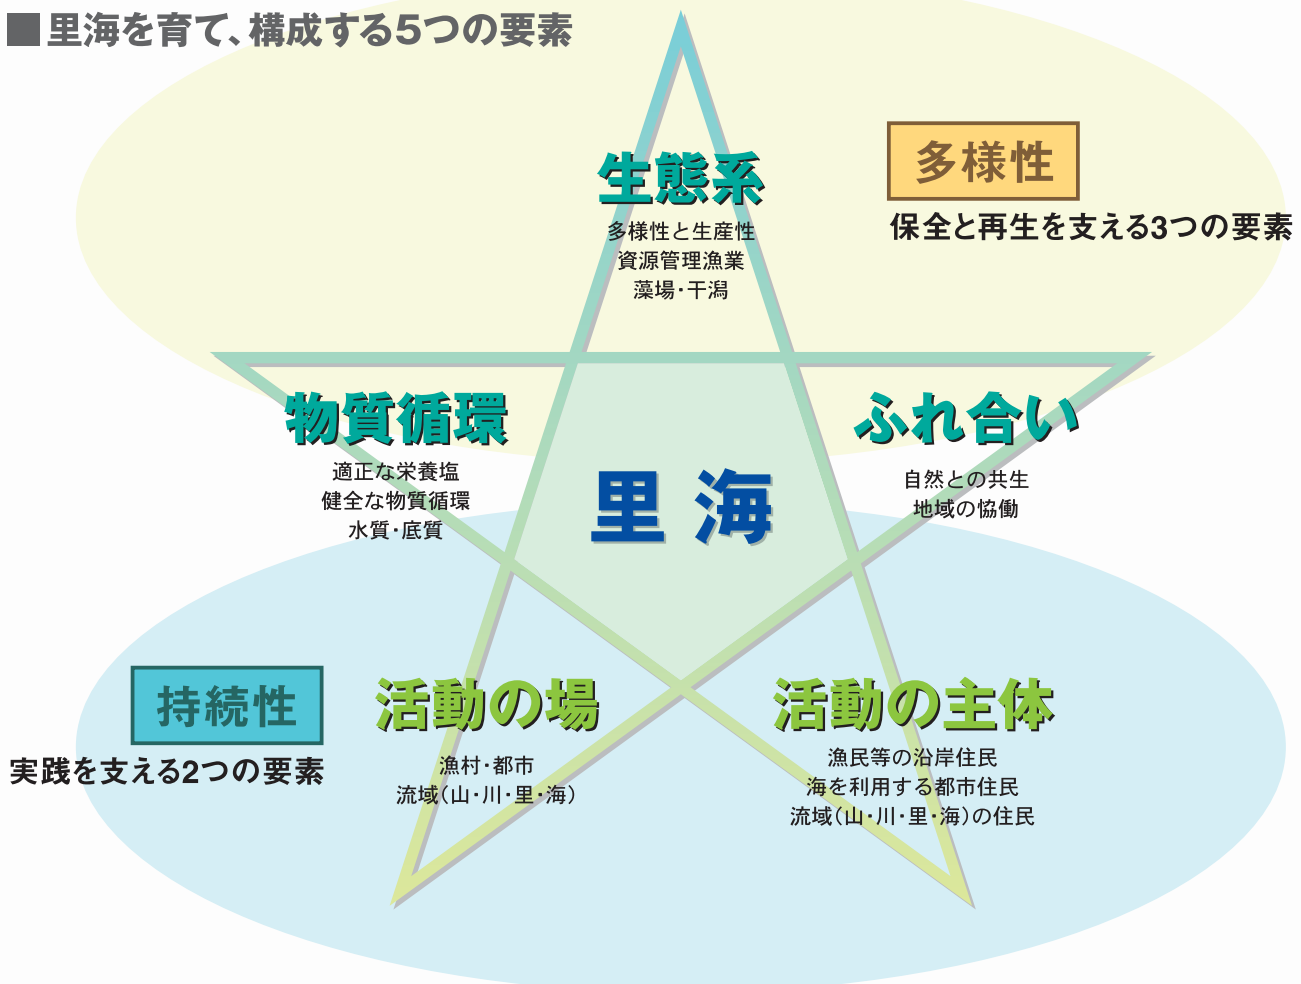 ■里海を育て、構成する5つの要素
多様性
保全と再生を支える3つの要素
生態系
多様性と生産性
資源管理漁業
藻場・干潟
物質循環
適正な栄養塩
健全な物質循環
水質・底質
ふれ合い
自然との共生
地域の恊働
里海
持続性
実践を支える2つの要素
活動の場
漁村・都市
流域(山・川・里・海)
活動の主体
漁民等の沿岸住民
海を利用する都市住民
流域(山・川・里・海)の住民